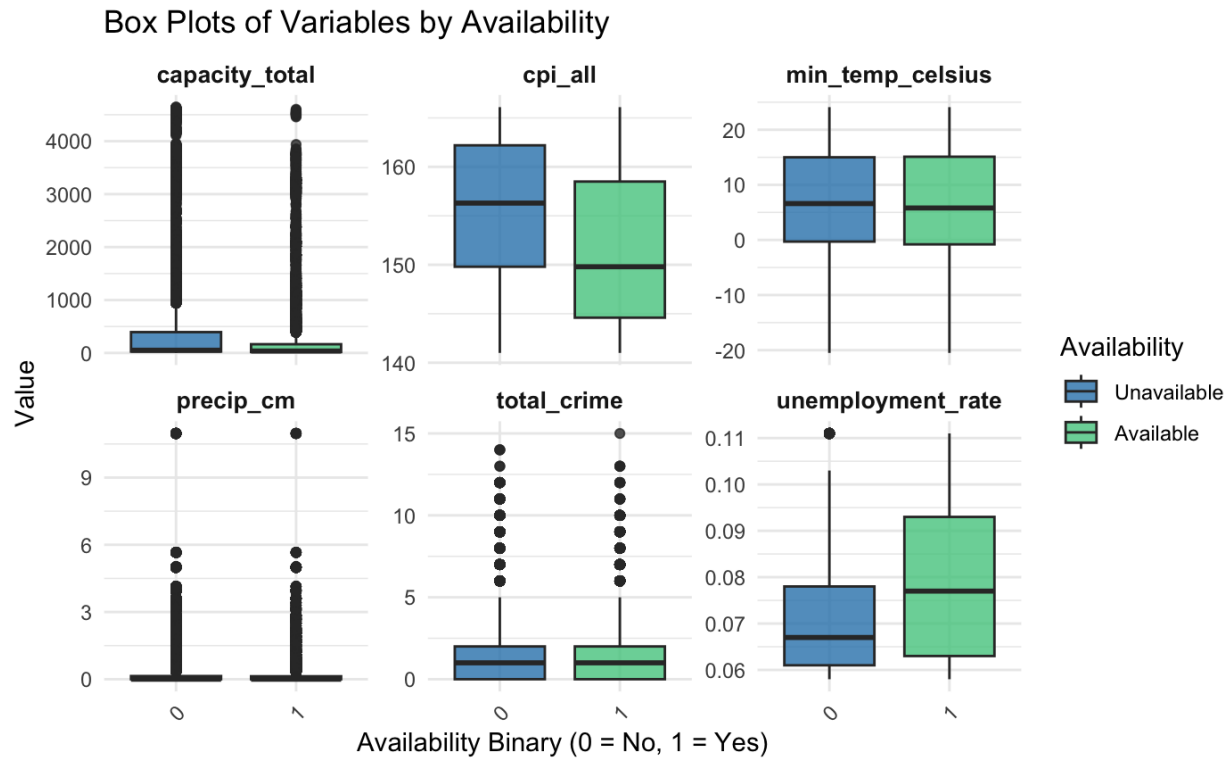 Box Plots of Variables by Availability
capacity_total
cpi_all
min_temp_celsius
4000
3000
2000
1000
0
160
150
140
20
10
0
-10
-20
Value
precip_cm
total_crime
unemployment_rate
9
6
3
0
15
10
5
0
0.11
0.10
0.09
0.08
0.07
0.06
0
1
0
1
0
1
Availability Binary (0 = No, 1 = Yes)
Availability
Unavailable
Available